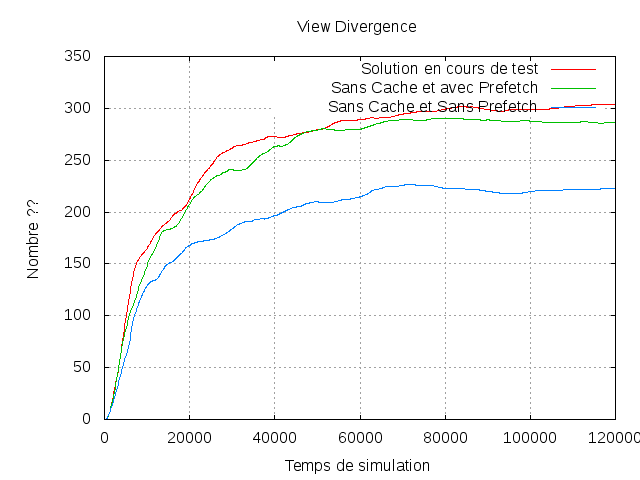 View Divergence
350
300
250
200
150
100
50
0
Nombre ??
Solution en cours de test
Sans Cache et avec Prefetch
Sans Cache et Sans Prefetch
0 20000 40000 60000 80000 100000 120000
Temps de simulation